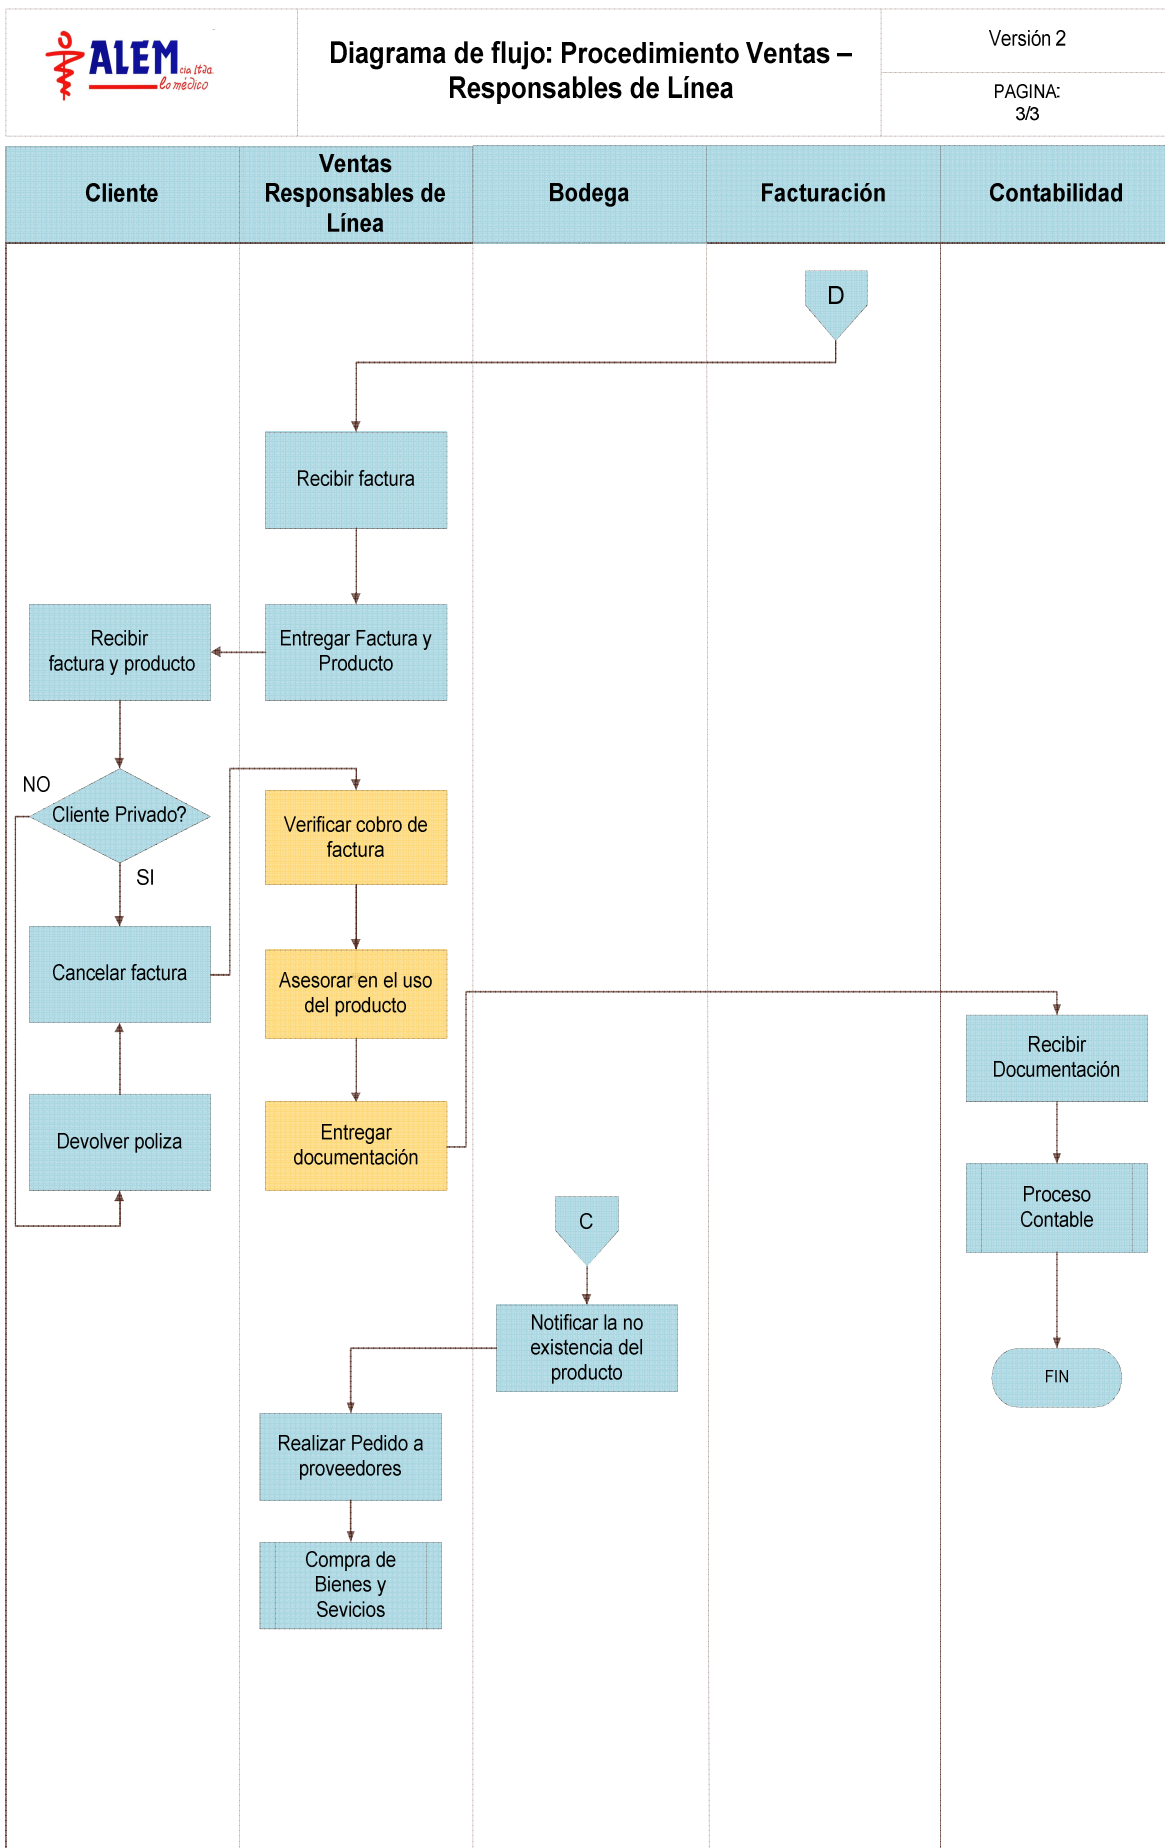 ALEM
cia ltda.
lo médico
Diagrama de flujo: Procedimiento Ventas –
Responsables de Línea
Versión 2
PAGINA:
3/3
Cliente
Ventas
Responsables de
Línea
Bodega
Facturación
Contabilidad
D
Recibir factura
Recibir
factura y producto
Entregar Factura y
Producto
NO
Cliente Privado?
SI
Verificar cobro de
factura
Cancelar factura
Asesorar en el uso
del producto
Recibir
Documentación
Devolver poliza
Entregar
documentación
Proceso
Contable
C
Notificar la no
existencia del
producto
FIN
Realizar Pedido a
proveedores
Compra de
Bienes y
Sevicios